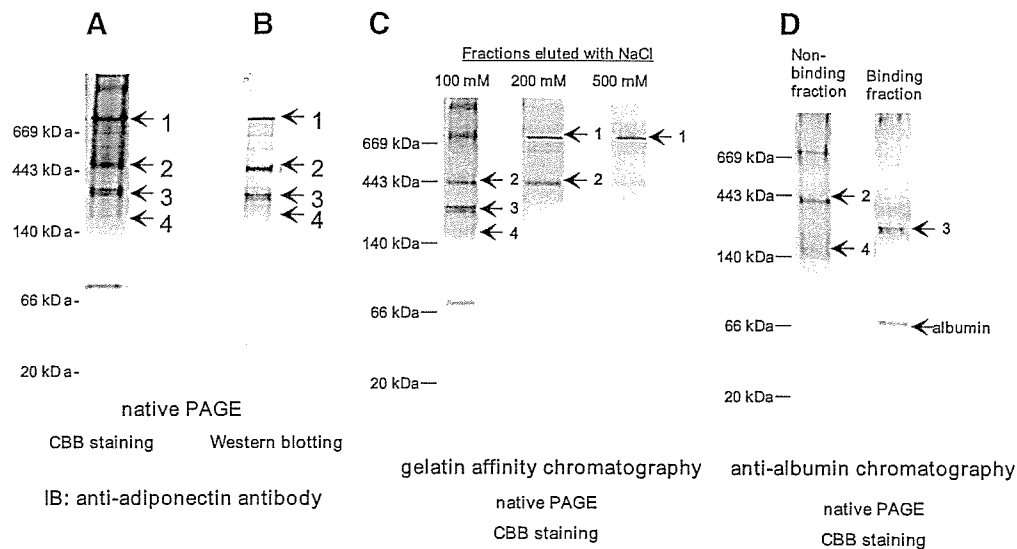 A
669 kDa-
443 kDa-
140 kDa-
66 kDa-
20 kDa-
1
2
3
4
B
1
2
3
4
native PAGE
CBB staining
Western blotting
IB: anti-adiponectin antibody
C
Fractions eluted with NaCl
100 mM 200 mM 500 mM
669 kDa—
443 kDa—
140 kDa—
66 kDa—
20 kDa—
2
3
4
1
2
1
gelatin affinity chromatography
native PAGE
CBB staining
D
Non-
binding
fraction
Binding
fraction
669 kDa—
443 kDa—
140 kDa—
66 kDa—
20 kDa—
2
4
3
albumin
anti-albumin chromatography
native PAGE
CBB staining